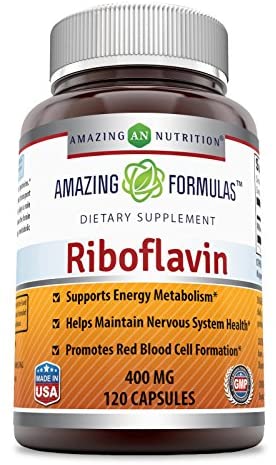 AMAZING AN NUTRITION®
AMAZING FORMULAS™
DIETARY SUPPLEMENT
Riboflavin
Supports Energy Metabolism*
Helps Maintain Nervous System Health*
Promotes Red Blood Cell Formation*
400 MG
120 CAPSULES
MADE IN
USA
GMP